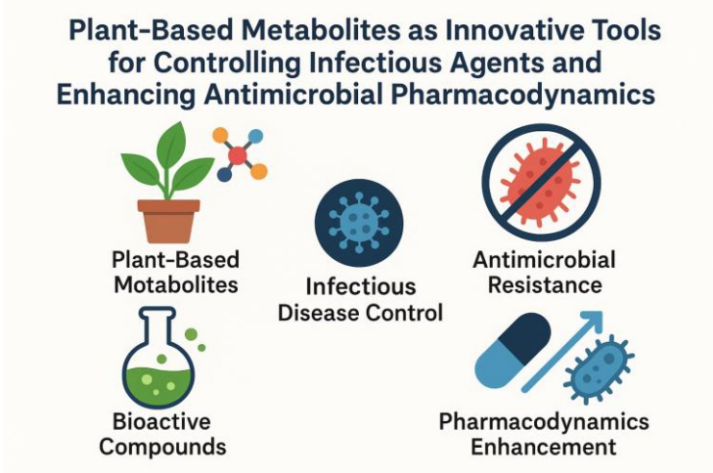 Plant-Based Metabolites as Innovative Tools
for Controlling Infectious Agents and
Enhancing Antimicrobial Pharmacodynamics
Plant-Based
Motabolites
Infectious
Disease Control
Antimicrobial
Resistance
Bioactive
Compounds
Pharmacodynamics
Enhancement